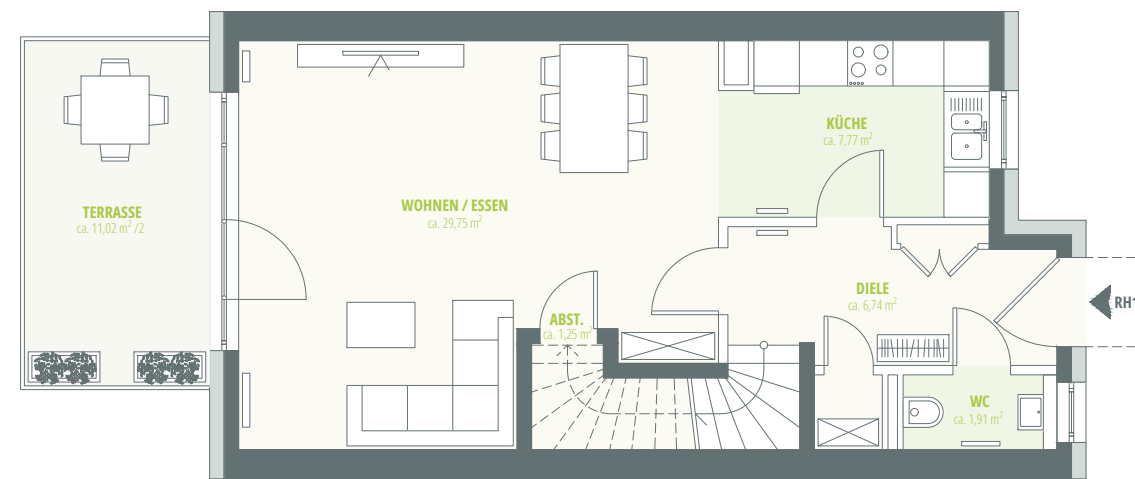 KÜCHE
ca. 7,77 m²
WOHNEN / ESSEN
ca. 29,75 m²
TERRASSE
ca. 11,02 m² /2
DIELE
ca. 6,74 m²
RH1
ABST.
ca. 1,25 m²
WC
ca. 1,91 m²